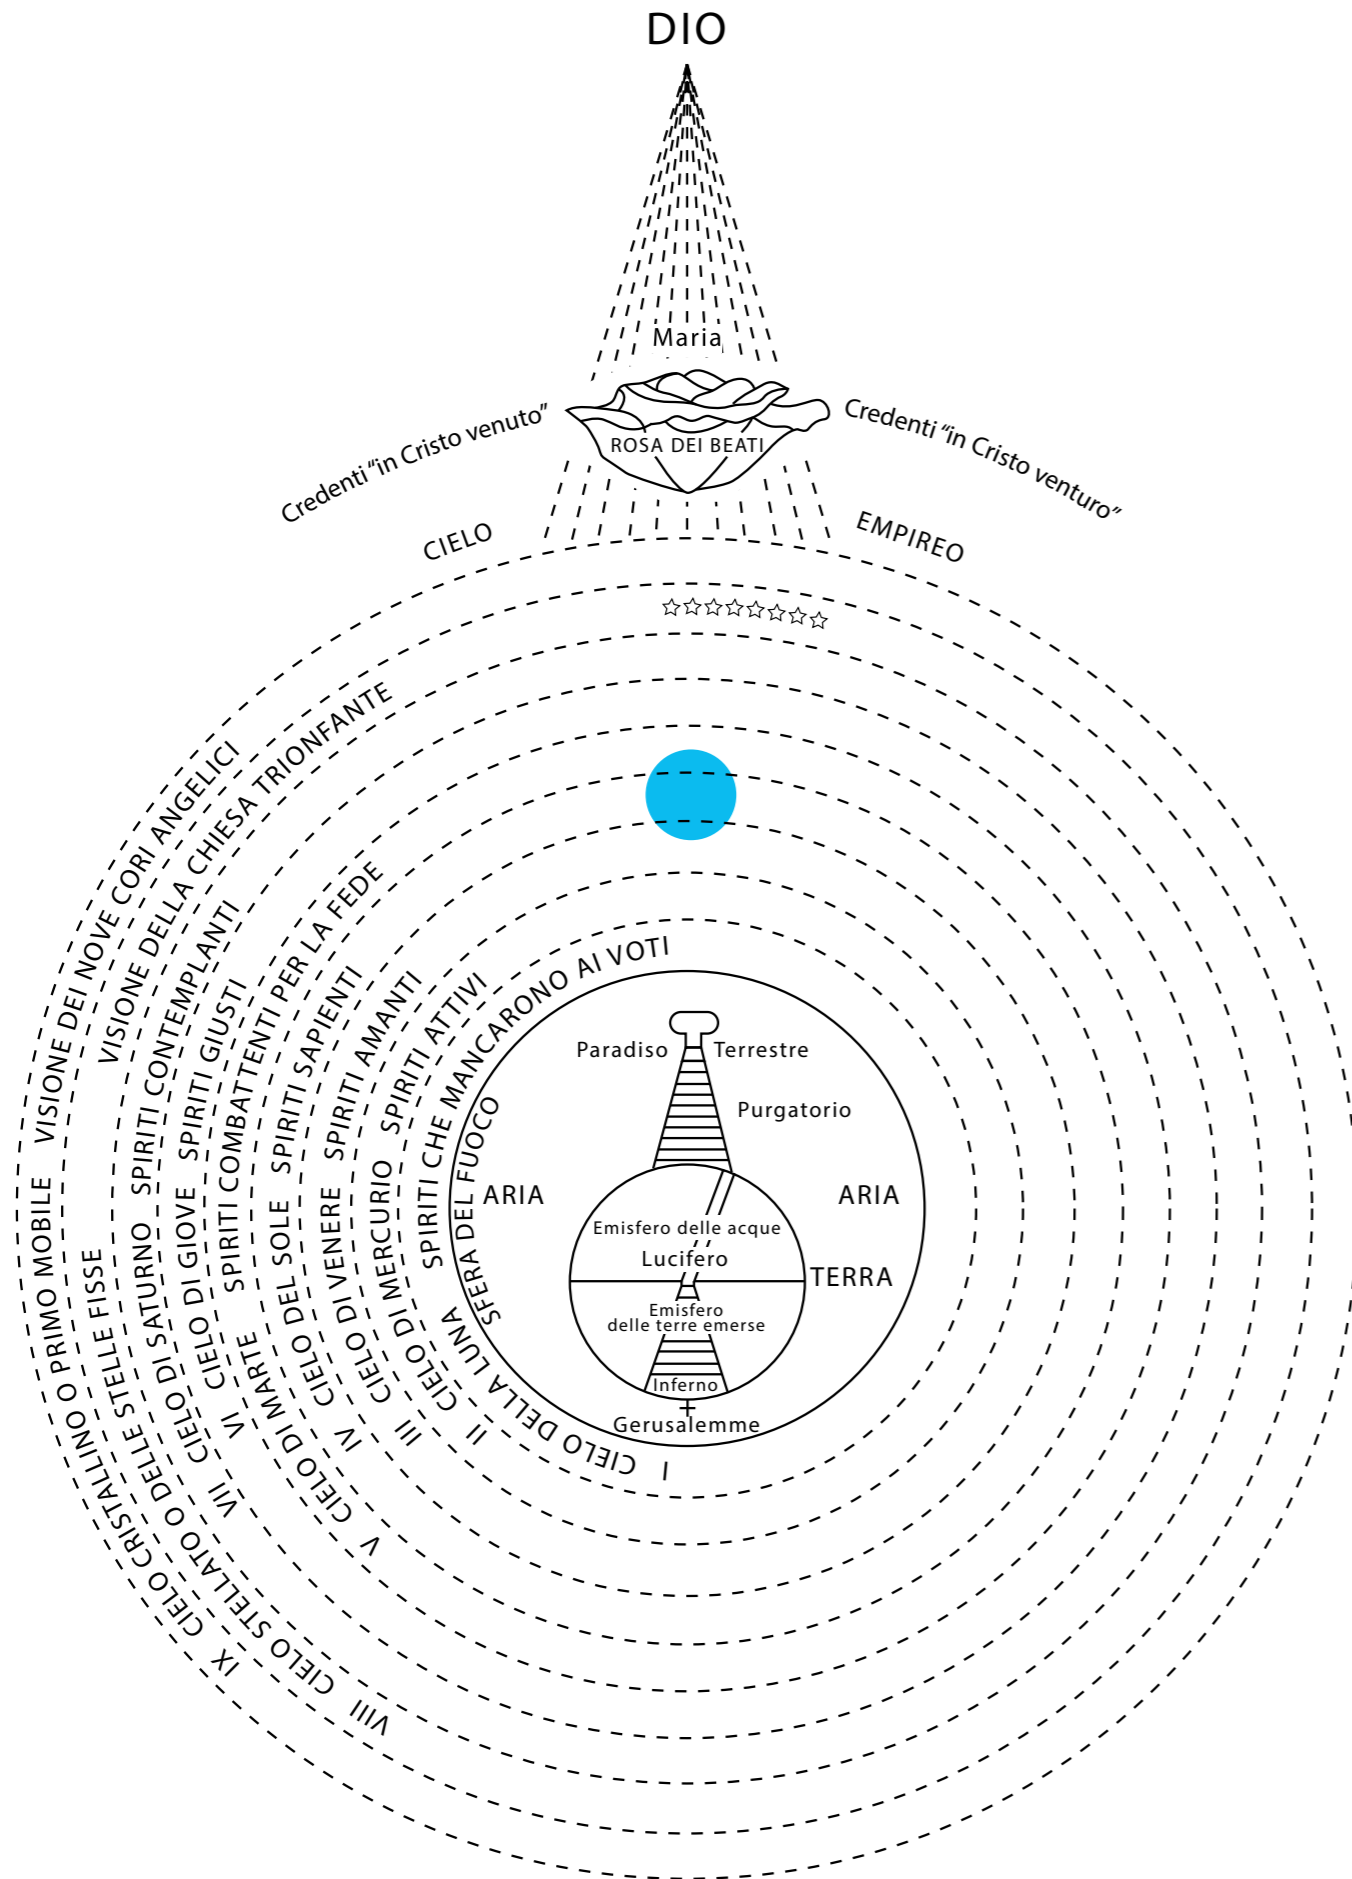 DIO
Maria
ROSA DEI BEATI
Credenti "in Cristo venuto"
Credenti "in Cristo venturo"
CIELO
EMPIREO
IX CIELO CRISTALLINO O PRIMO MOBILE VISIONE DEI NOVE CORI ANGELICI
VIII CIELO STELLATO O DELLE STELLE FISSE VISIONE DELLA CHIESA TRIONFANTE
VII CIELO DI SATURNO SPIRITI CONTEMPLANTI
VI CIELO DI GIOVE SPIRITI GIUSTI
V CIELO DI MARTE SPIRITI COMBATTENTI PER LA FEDE
IV CIELO DEL SOLE SPIRITI SAPIENTI
III CIELO DI VENERE SPIRITI AMANTI
II CIELO DI MERCURIO SPIRITI ATTIVI
I CIELO DELLA LUNA SPIRITI CHE MANCARONO AI VOTI
SFERA DEL FUOCO
Paradiso Terrestre
Purgatorio
ARIA
ARIA
Emisfero delle acque
Lucifero
TERRA
Emisfero
delle terre emerse
Inferno
Gerusalemme